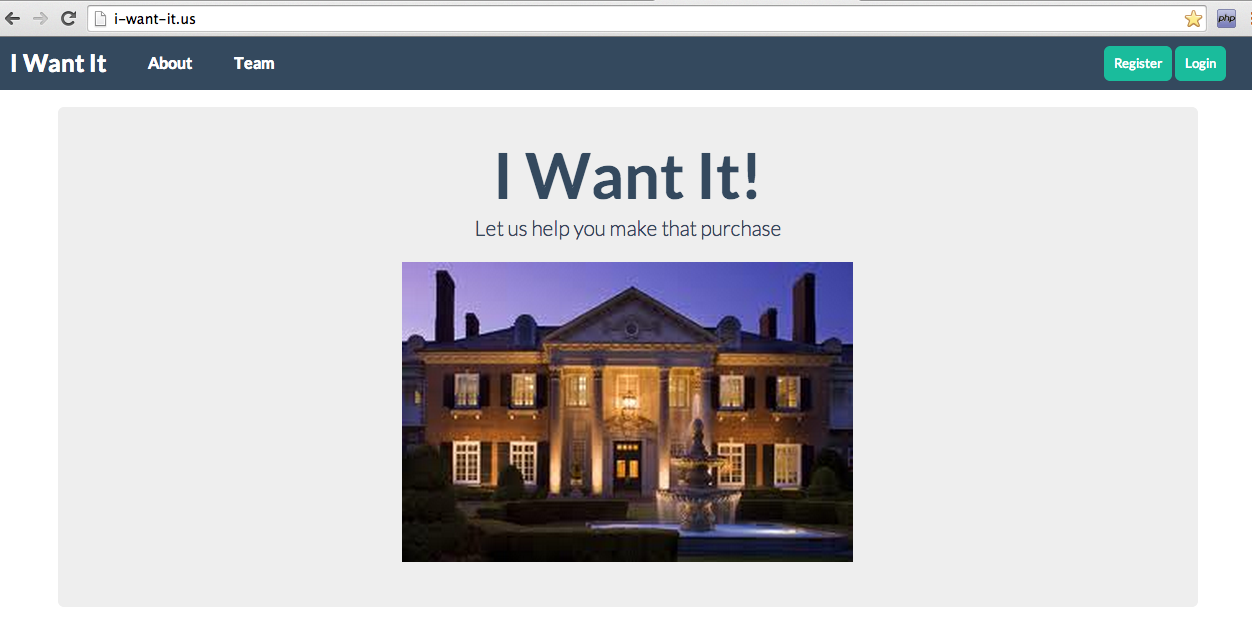 i-want-it.us
php
I Want It
About
Team
Register
Login
I Want It!
Let us help you make that purchase